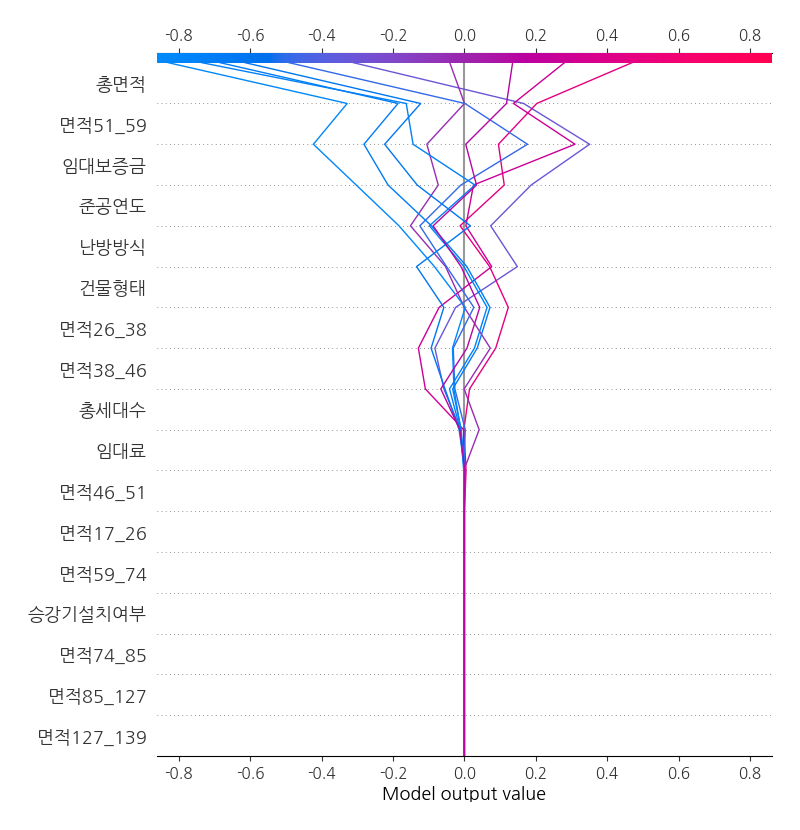 -0.8 -0.6 -0.4 -0.2 0.0 0.2 0.4 0.6 0.8
총면적
면적51_59
임대보증금
준공연도
난방방식
건물형태
면적26_38
면적38_46
총세대수
임대료
면적46_51
면적17_26
면적59_74
승강기설치여부
면적74_85
면적85_127
면적127_139
-0.8 -0.6 -0.4 -0.2 0.0 0.2 0.4 0.6 0.8
Model output value